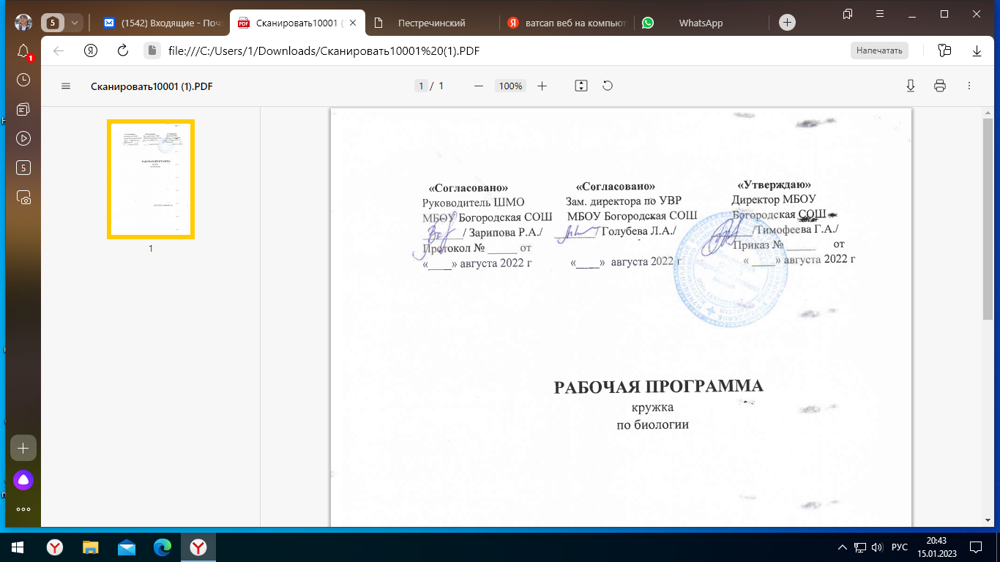 5
(1542) Входящие - Поч
Сканировать10001 (
Пестречинский
ватсап веб на компьют
WhatsApp
file:///C:/Users/1/Downloads/Сканировать10001%20(1).PDF
Напечатать
1
Сканировать10001 (1).PDF
1 / 1
100%
«Согласовано»
Руководитель ШМО
МБОУ Богородская СОШ
_______/ Зарипова Р.А./
Протокол № _____ от
«____» августа 2022 г
«Согласовано»
Зам. директора по УВР
МБОУ Богородская СОШ
_______/ Голубева Л.А./
«____» августа 2022 г
«Утверждаю»
Директор МБОУ
Богородская СОШ
_______/Тимофеева Г.А./
Приказ № _____ от
« ____» августа 2022 г
РАБОЧАЯ ПРОГРАММА
кружка
по биологии
РАБОЧАЯ ПРОГРАММА
1
5
РУС
20:43
15.01.2023